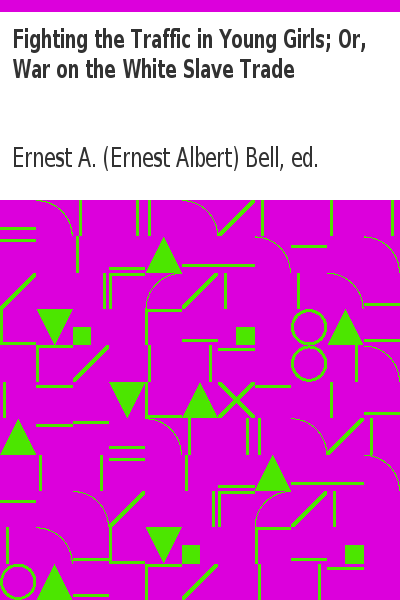 Fighting the Traffic in Young Girls; Or,
War on the White Slave Trade
Ernest A. (Ernest Albert) Bell, ed.